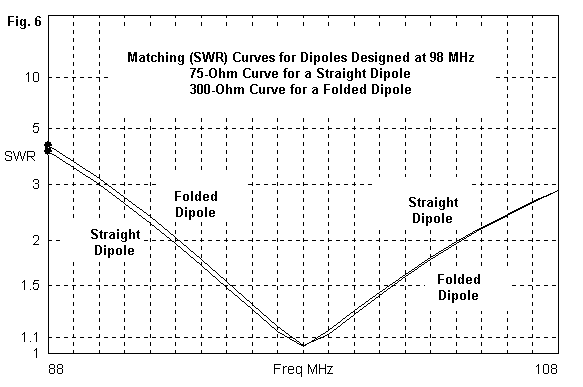 Fig. 6
Matching (SWR) Curves for Dipoles Designed at 98 MHz
75-Ohm Curve for a Straight Dipole
300-Ohm Curve for a Folded Dipole
10
5
SWR
3
2
1.5
1.1
1
Folded
Dipole
Straight
Dipole
Straight
Dipole
Folded
Dipole
88
Freq MHz
108